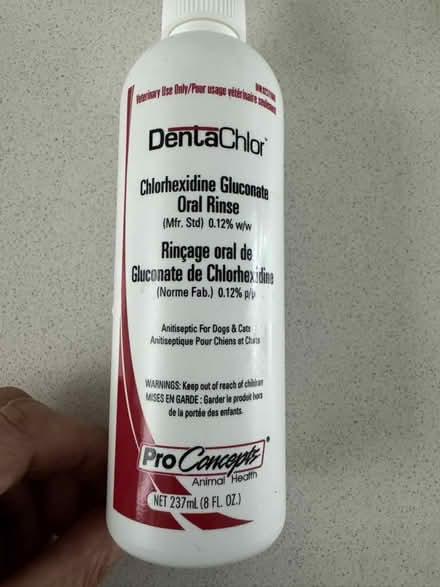 Veterinary Use Only/Pour usage vétérinaire seulement
DentaChlor™
Chlorhexidine Gluconate
Oral Rinse
(Mfr. Std) 0.12% w/w
Rinçage oral de
Gluconate de Chlorhexidine
(Norme Fab.) 0.12% p/p
Anitiseptic For Dogs & Cats
Antiseptique Pour Chiens et Chats
WARNINGS: Keep out of reach of children
MISES EN GARDE : Garder le produit hors
de la portée des enfants.
Pro Concepts®
Animal Health
NET 237mL (8 FL. OZ.)